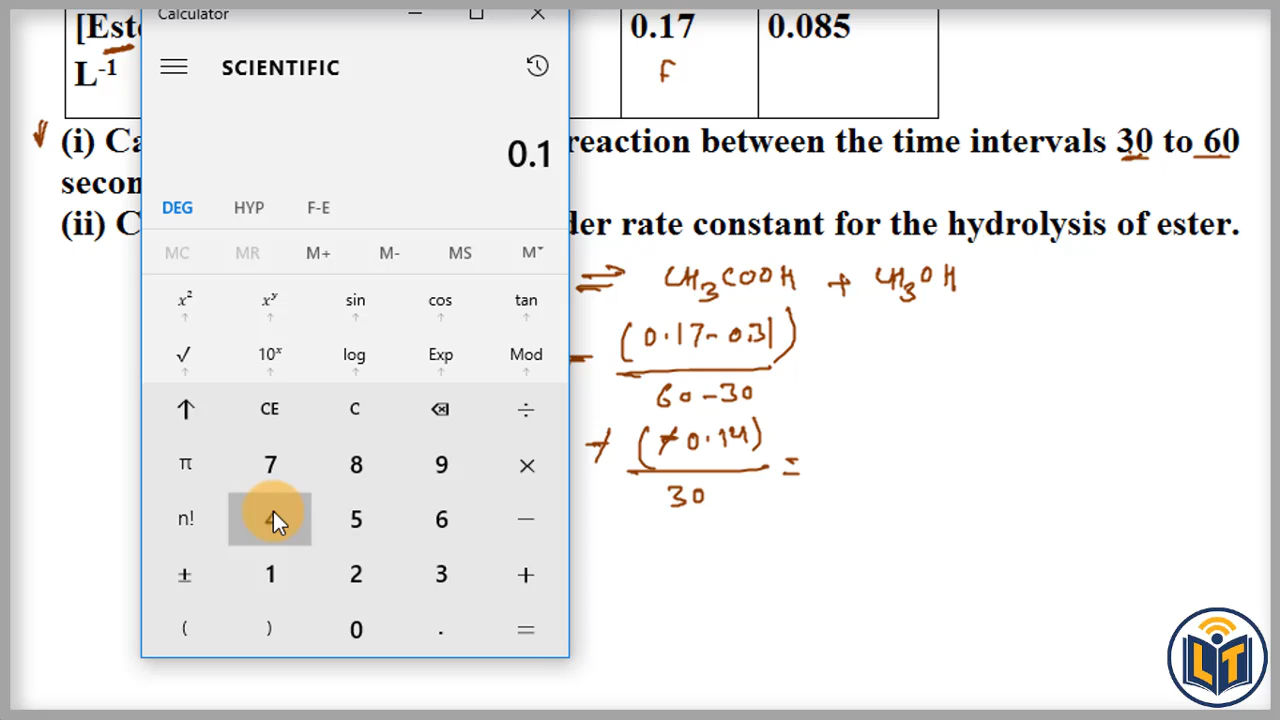 Calculator
[Este 0.17 0.085
L-1 F
SCIENTIFIC
0.1
(i) Ca reaction between the time intervals 30 to 60
secon
DEG HYP F-E
(ii) C der rate constant for the hydrolysis of ester.
MC MR M+ M- MS M˅
⇌ CH3COOH + CH3OH
x² xʸ sin cos tan
- (0.17-0.31)
√ 10ˣ log Exp Mod
60-30
↑ CE C ⌫ ÷
+ (-0.14) =
30
π 7 8 9 ×
n! 4 5 6 −
± 1 2 3 +
( ) 0 . =
LT